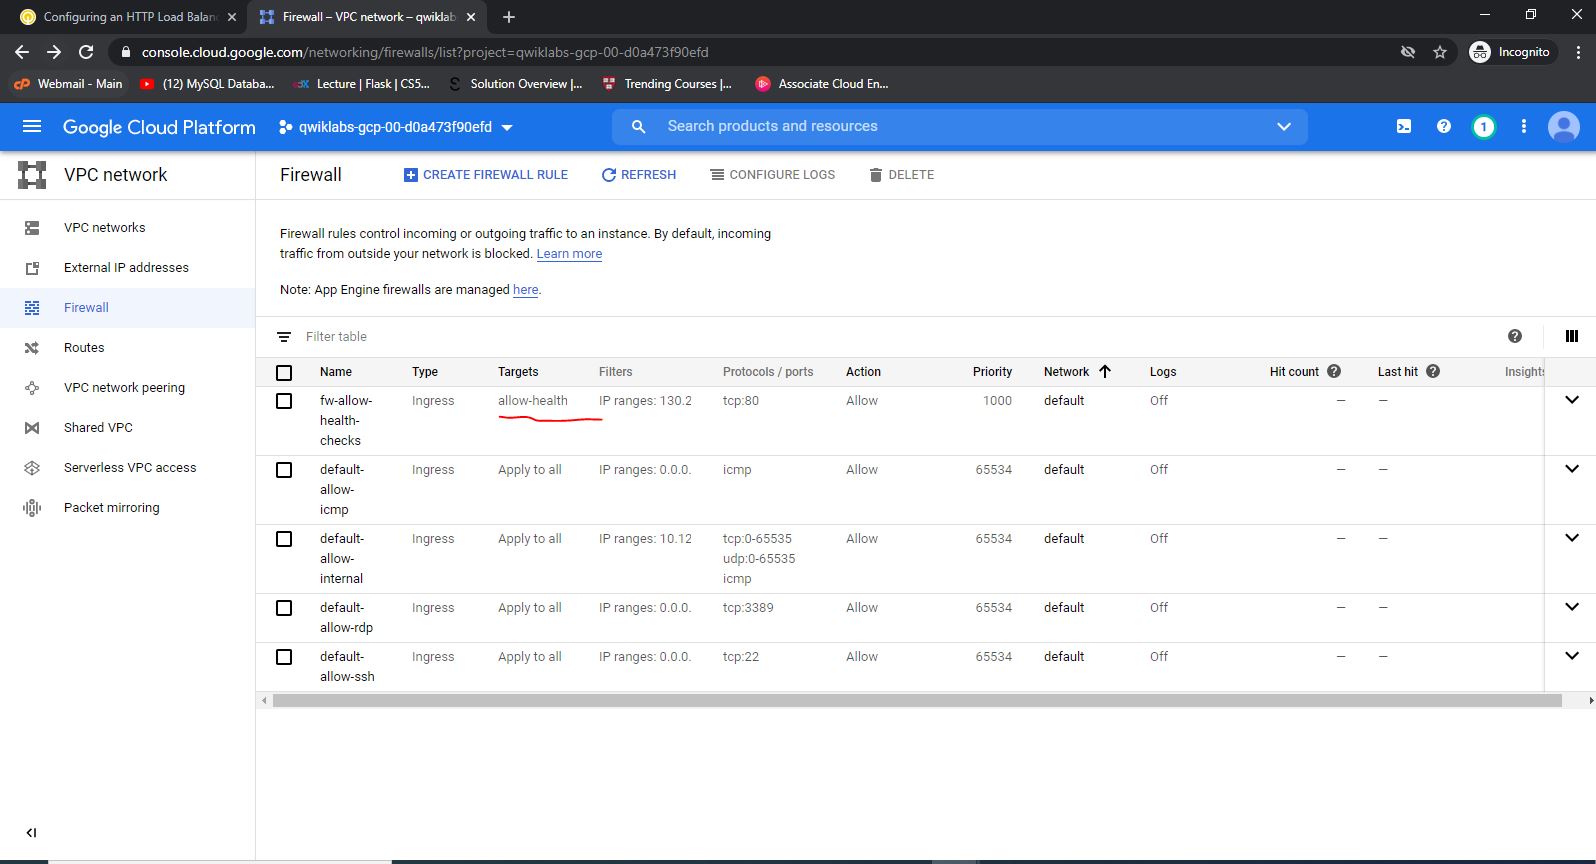 Configuring an HTTP Load Balan
Firewall – VPC network – qwiklab
console.cloud.google.com/networking/firewalls/list?project=qwiklabs-gcp-00-d0a473f90efd
Incognito
Webmail - Main
(12) MySQL Databa...
Lecture | Flask | CS5...
Solution Overview |...
Trending Courses |...
Associate Cloud En...
Google Cloud Platform
qwiklabs-gcp-00-d0a473f90efd
Search products and resources
1
VPC network
Firewall
CREATE FIREWALL RULE
REFRESH
CONFIGURE LOGS
DELETE
VPC networks
External IP addresses
Firewall
Routes
VPC network peering
Shared VPC
Serverless VPC access
Packet mirroring
Firewall rules control incoming or outgoing traffic to an instance. By default, incoming
traffic from outside your network is blocked. Learn more
Note: App Engine firewalls are managed here.
Filter table
Name Type Targets Filters Protocols / ports Action Priority Network Logs Hit count Last hit Insights
fw-allow- Ingress allow-health IP ranges: 130.2 tcp:80 Allow 1000 default Off — —
health-
checks
default- Ingress Apply to all IP ranges: 0.0.0. icmp Allow 65534 default Off — —
allow-
icmp
default- Ingress Apply to all IP ranges: 10.12 tcp:0-65535 Allow 65534 default Off — —
allow- udp:0-65535
internal icmp
default- Ingress Apply to all IP ranges: 0.0.0. tcp:3389 Allow 65534 default Off — —
allow-rdp
default- Ingress Apply to all IP ranges: 0.0.0. tcp:22 Allow 65534 default Off — —
allow-ssh